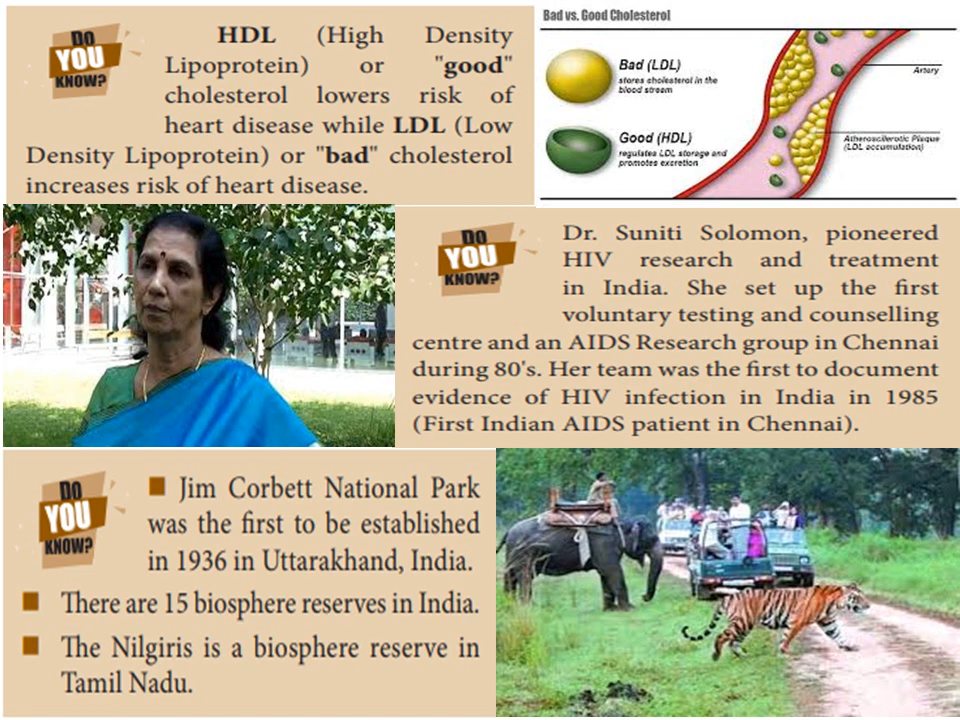 DO
YOU
KNOW?
HDL (High Density
Lipoprotein) or "good"
cholesterol lowers risk of
heart disease while LDL (Low
Density Lipoprotein) or "bad" cholesterol
increases risk of heart disease.
Bad vs. Good Cholesterol
Bad (LDL)
stores cholesterol in the
blood stream
Good (HDL)
regulates LDL storage and
promotes excretion
Artery
Atheroscilerotic Plaque
(LDL accumulation)
DO
YOU
KNOW?
Dr. Suniti Solomon, pioneered
HIV research and treatment
in India. She set up the first
voluntary testing and counselling
centre and an AIDS Research group in Chennai
during 80's. Her team was the first to document
evidence of HIV infection in India in 1985
(First Indian AIDS patient in Chennai).
DO
YOU
KNOW?
■ Jim Corbett National Park
was the first to be established
in 1936 in Uttarakhand, India.
■ There are 15 biosphere reserves in India.
■ The Nilgiris is a biosphere reserve in
Tamil Nadu.